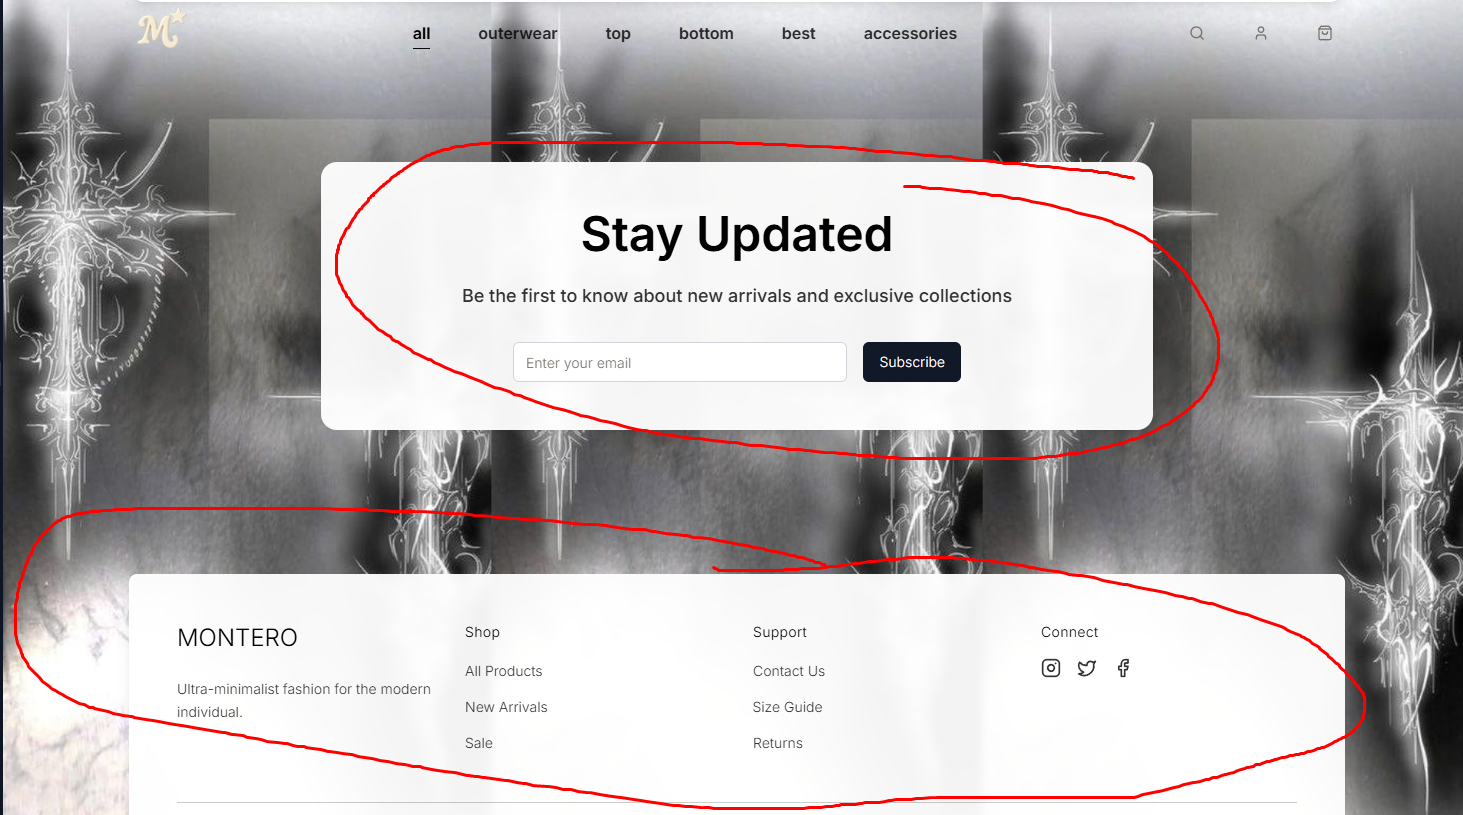 M
all outerwear top bottom best accessories
Stay Updated
Be the first to know about new arrivals and exclusive collections
Enter your email Subscribe
MONTERO
Ultra-minimalist fashion for the modern
individual.
Shop
All Products
New Arrivals
Sale
Support
Contact Us
Size Guide
Returns
Connect